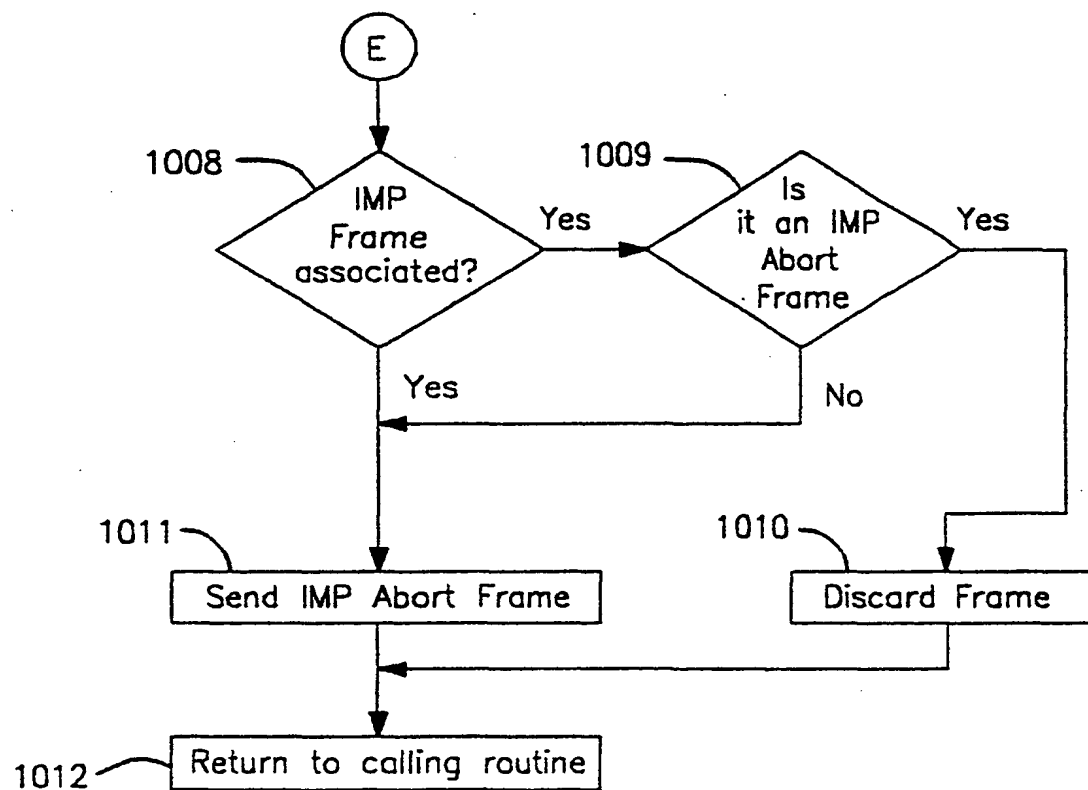 E
1008
IMP
Frame
associated?
Yes
1009
Is
it an IMP
Abort
Frame
Yes
Yes
No
1011
Send IMP Abort Frame
1010
Discard Frame
1012
Return to calling routine